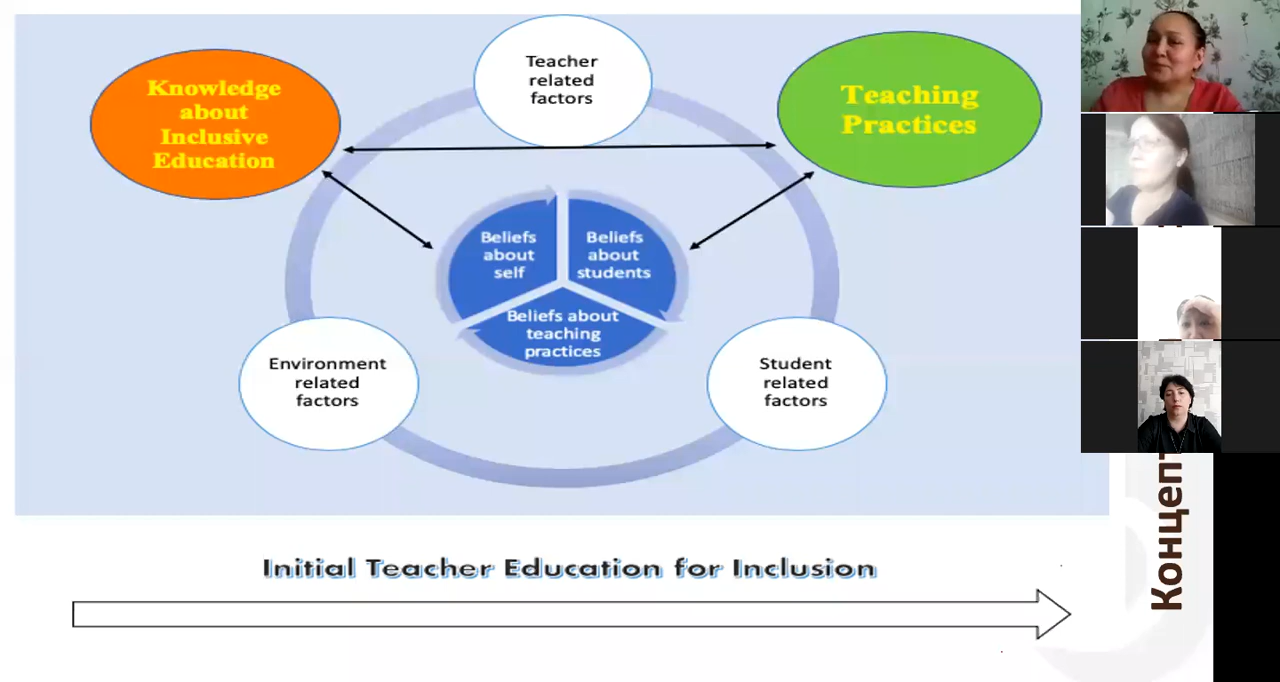 Teacher
related
factors
Knowledge
about
Inclusive
Education
Teaching
Practices
Beliefs
about
self
Beliefs
about
students
Beliefs about
teaching
practices
Environment
related
factors
Student
related
factors
Initial Teacher Education for Inclusion